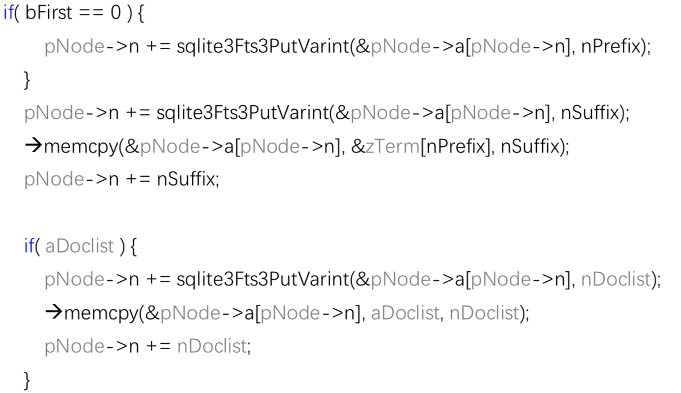 if( bFirst == 0 ) {
pNode->n += sqlite3Fts3PutVarint(&pNode->a[pNode->n], nPrefix);
}
pNode->n += sqlite3Fts3PutVarint(&pNode->a[pNode->n], nSuffix);
→memcpy(&pNode->a[pNode->n], &zTerm[nPrefix], nSuffix);
pNode->n += nSuffix;
if( aDoclist ) {
pNode->n += sqlite3Fts3PutVarint(&pNode->a[pNode->n], nDoclist);
→memcpy(&pNode->a[pNode->n], aDoclist, nDoclist);
pNode->n += nDoclist;
}